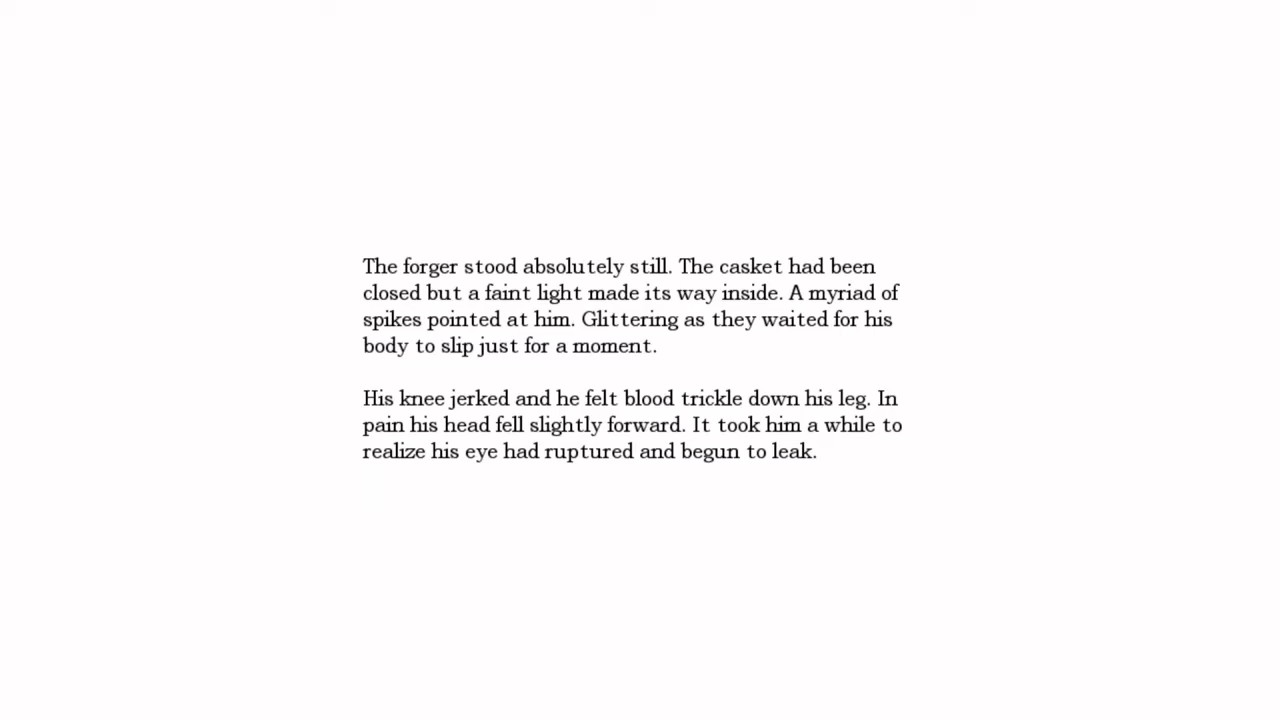 The forger stood absolutely still. The casket had been
closed but a faint light made its way inside. A myriad of
spikes pointed at him. Glittering as they waited for his
body to slip just for a moment.
His knee jerked and he felt blood trickle down his leg. In
pain his head fell slightly forward. It took him a while to
realize his eye had ruptured and begun to leak.